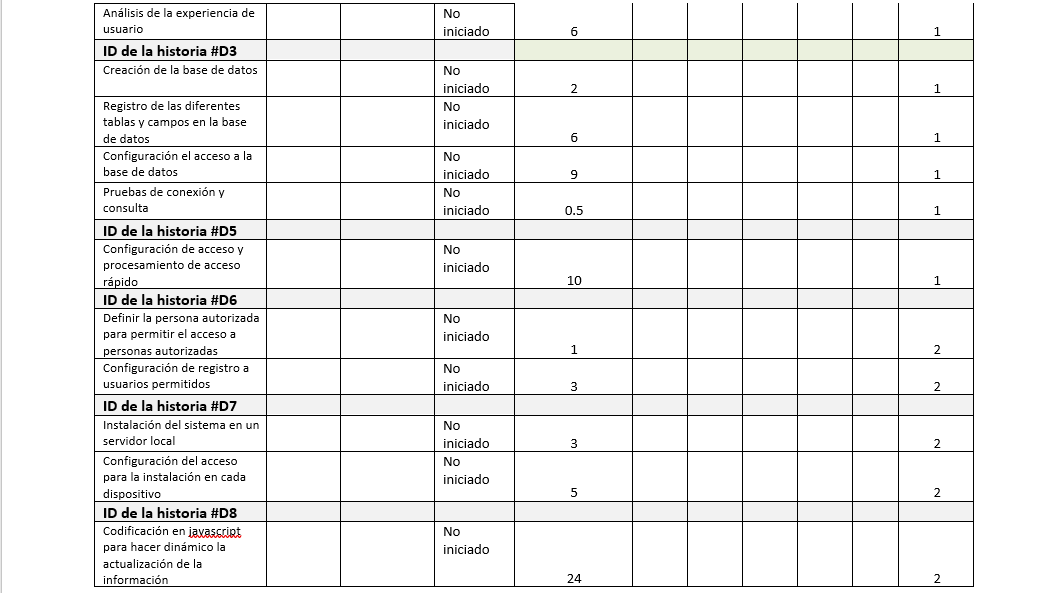 Análisis de la experiencia de
usuario
No
iniciado
6
1
ID de la historia #D3
Creación de la base de datos
No
iniciado
2
1
Registro de las diferentes
tablas y campos en la base
de datos
No
iniciado
6
1
Configuración el acceso a la
base de datos
No
iniciado
9
1
Pruebas de conexión y
consulta
No
iniciado
0.5
1
ID de la historia #D5
Configuración de acceso y
procesamiento de acceso
rápido
No
iniciado
10
1
ID de la historia #D6
Definir la persona autorizada
para permitir el acceso a
personas autorizadas
No
iniciado
1
2
Configuración de registro a
usuarios permitidos
No
iniciado
3
2
ID de la historia #D7
Instalación del sistema en un
servidor local
No
iniciado
3
2
Configuración del acceso
para la instalación en cada
dispositivo
No
iniciado
5
2
ID de la historia #D8
Codificación en javascript
para hacer dinámico la
actualización de la
información
No
iniciado
24
2